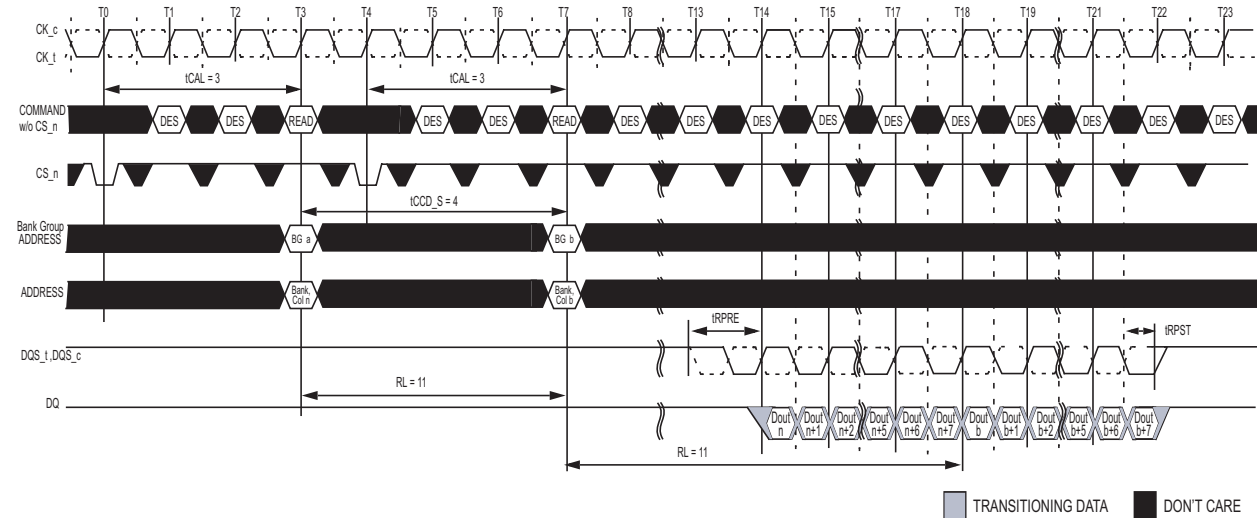 T0 T1 T2 T3 T4 T5 T6 T7 T8 T13 T14 T15 T17 T18 T19 T21 T22 T23
CK_c
CK_t
tCAL = 3 tCAL = 3
COMMAND
w/o CS_n
DES DES READ DES DES READ DES DES DES DES DES DES DES DES DES DES
CS_n
tCCD_S = 4
Bank Group
ADDRESS
BG a BG b
ADDRESS
Bank, Bank,
Col n Col b
tRPRE
tRPST
DQS_t ,DQS_c
RL = 11
DQ
Dout Dout Dout Dout Dout Dout Dout Dout Dout Dout Dout Dout
n n+1 n+2 n+5 n+6 n+7 b b+1 b+2 b+5 b+6 b+7
RL = 11
TRANSITIONING DATA DON'T CARE